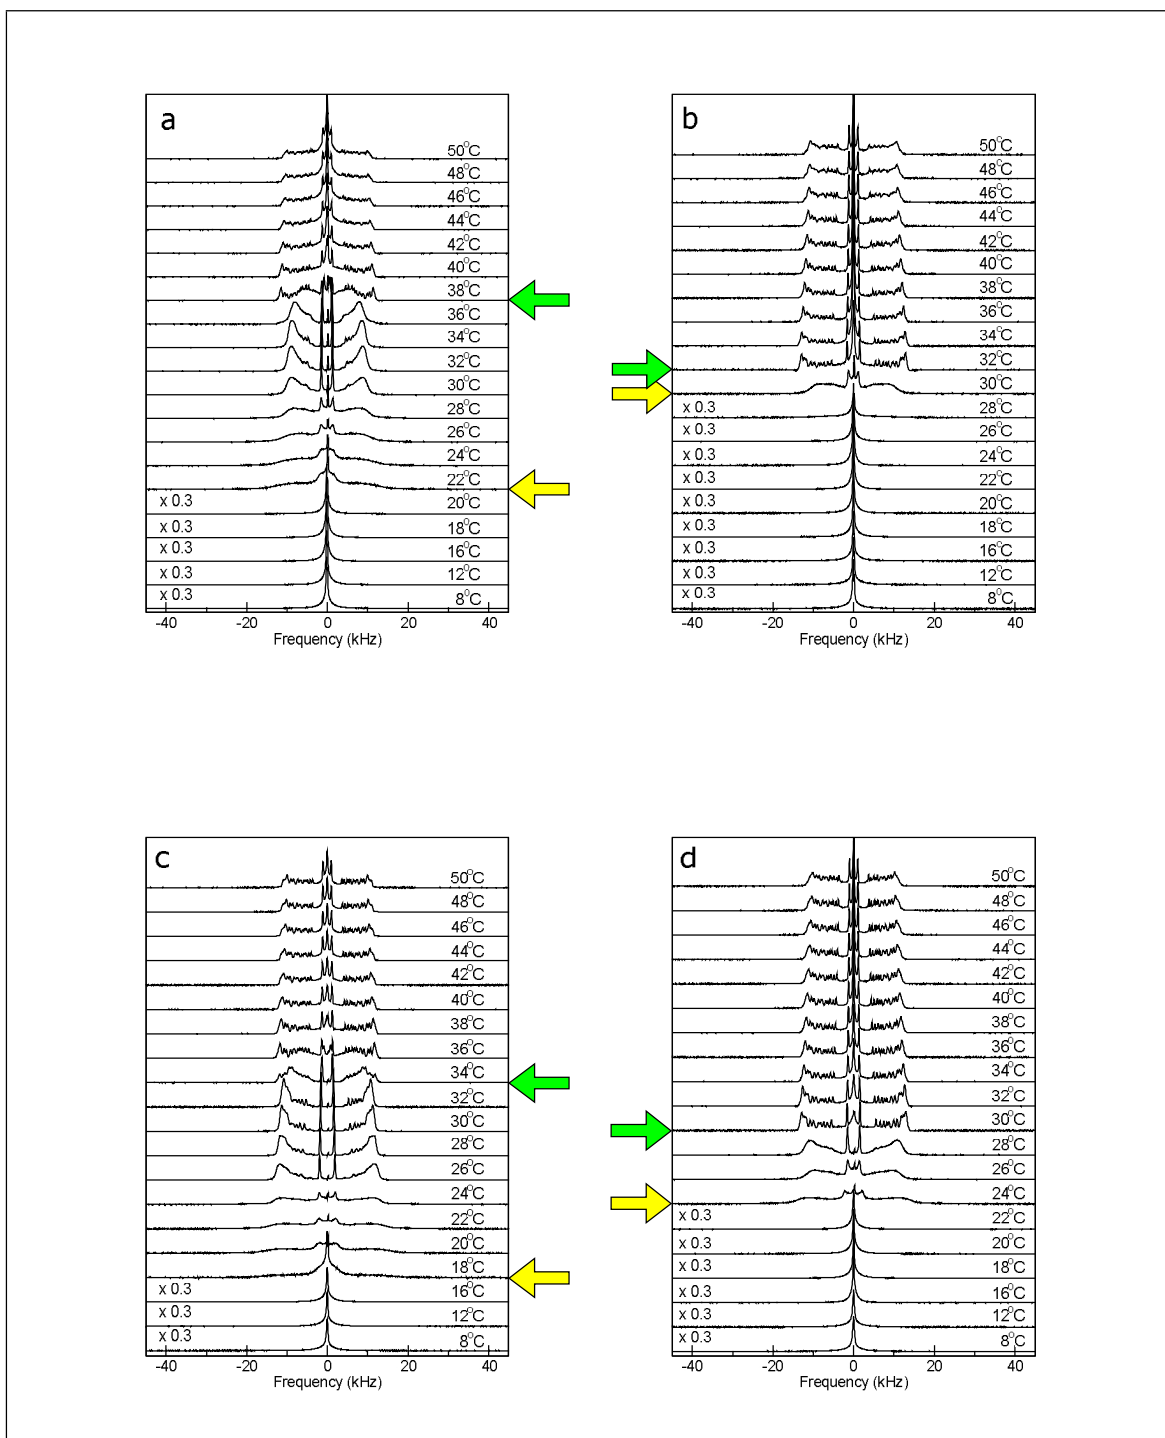 a
50°C
48°C
46°C
44°C
42°C
40°C
38°C
36°C
34°C
32°C
30°C
28°C
26°C
24°C
22°C
x 0.3 20°C
x 0.3 18°C
x 0.3 16°C
x 0.3 12°C
x 0.3 8°C
-40 -20 0 20 40
Frequency (kHz)
b
50°C
48°C
46°C
44°C
42°C
40°C
38°C
36°C
34°C
32°C
30°C
x 0.3 28°C
x 0.3 26°C
x 0.3 24°C
x 0.3 22°C
x 0.3 20°C
x 0.3 18°C
x 0.3 16°C
x 0.3 12°C
x 0.3 8°C
-40 -20 0 20 40
Frequency (kHz)
c
50°C
48°C
46°C
44°C
42°C
40°C
38°C
36°C
34°C
32°C
30°C
28°C
26°C
24°C
22°C
20°C
18°C
x 0.3 16°C
x 0.3 12°C
x 0.3 8°C
-40 -20 0 20 40
Frequency (kHz)
d
50°C
48°C
46°C
44°C
42°C
40°C
38°C
36°C
34°C
32°C
30°C
28°C
26°C
24°C
x 0.3 22°C
x 0.3 20°C
x 0.3 18°C
x 0.3 16°C
x 0.3 12°C
x 0.3 8°C
-40 -20 0 20 40
Frequency (kHz)